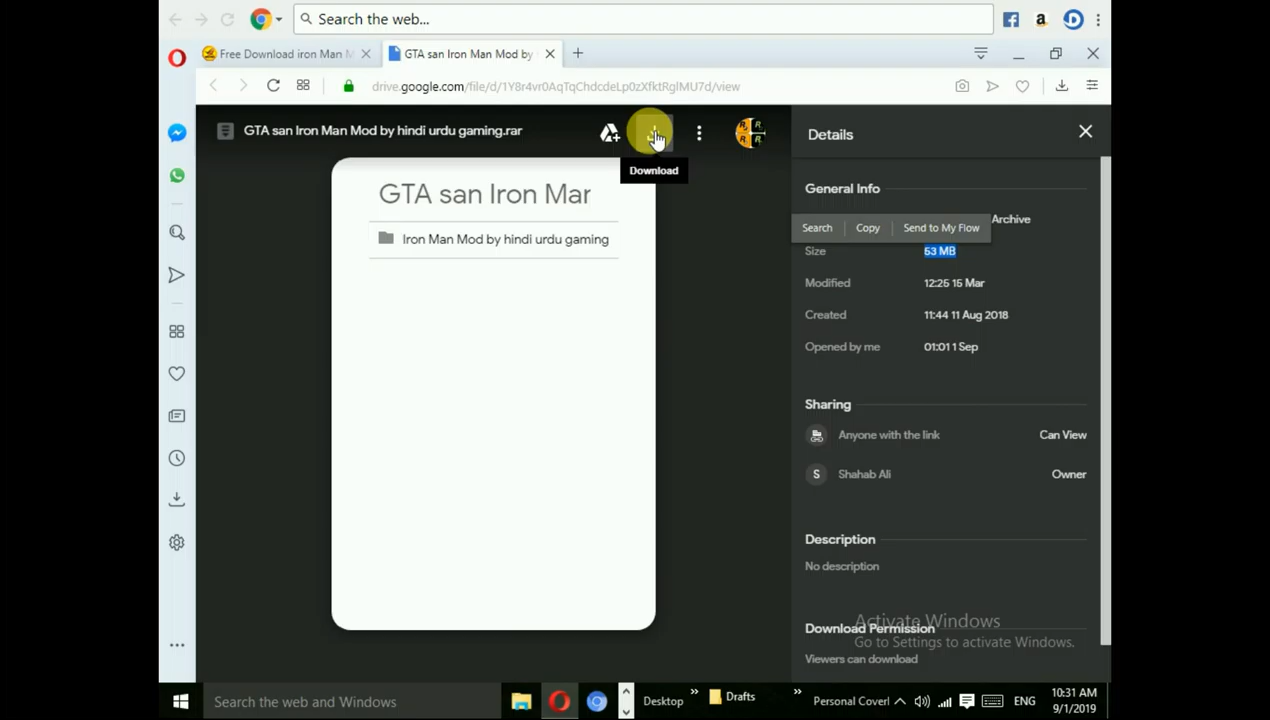 Search the web...
Free Download iron Man M
GTA san Iron Man Mod by
drive.google.com/file/d/1Y8r4vr0AqTqChdcdeLp0zXfktRglMU7d/view
GTA san Iron Man Mod by hindi urdu gaming.rar
Download
GTA san Iron Mar
Iron Man Mod by hindi urdu gaming
Details
General Info
Archive
Search
Copy
Send to My Flow
Size 53 MB
Modified 12:25 15 Mar
Created 11:44 11 Aug 2018
Opened by me 01:01 1 Sep
Sharing
Anyone with the link Can View
S Shahab Ali Owner
Description
No description
Activate Windows
Download Permission
Go to Settings to activate Windows.
Viewers can download
Search the web and Windows
Desktop
Drafts
Personal Coverl
ENG
10:31 AM
9/1/2019